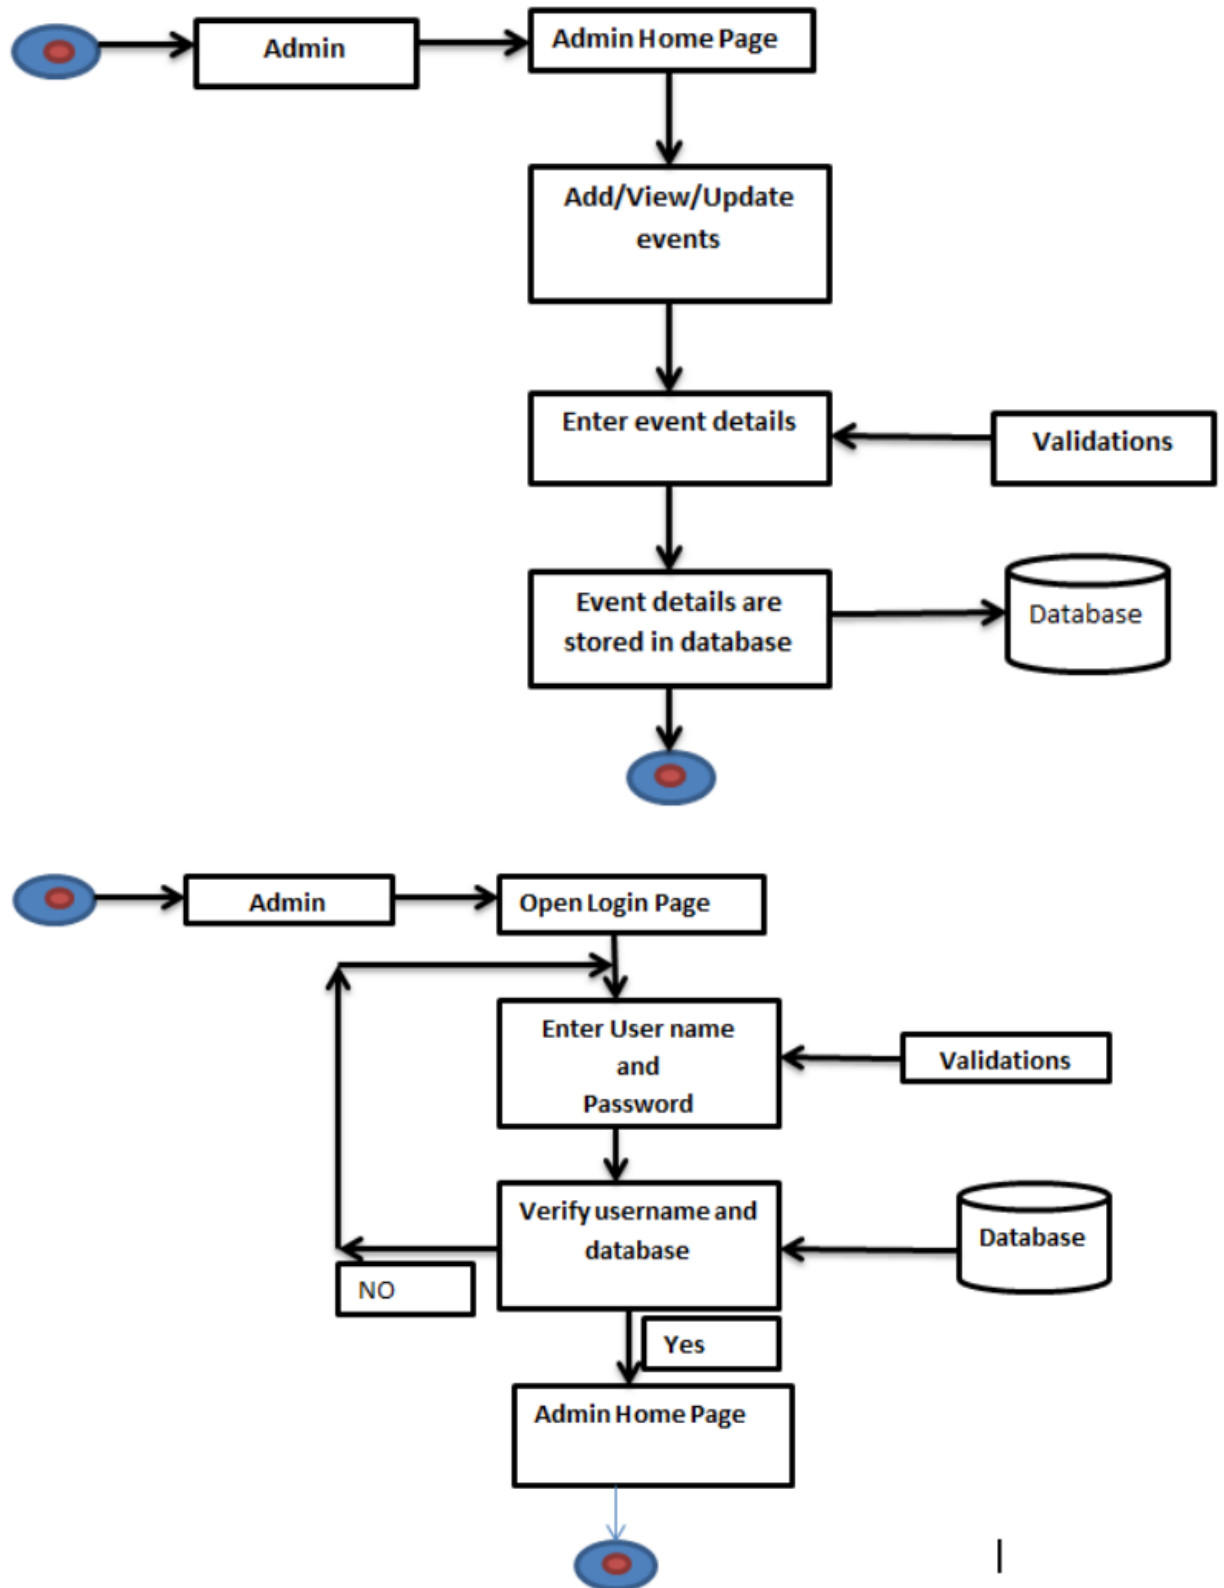 Admin
Admin Home Page
Add/View/Update
events
Enter event details
Validations
Event details are
stored in database
Database
Admin
Open Login Page
Enter User name
and
Password
Validations
Verify username and
database
Database
NO
Yes
Admin Home Page